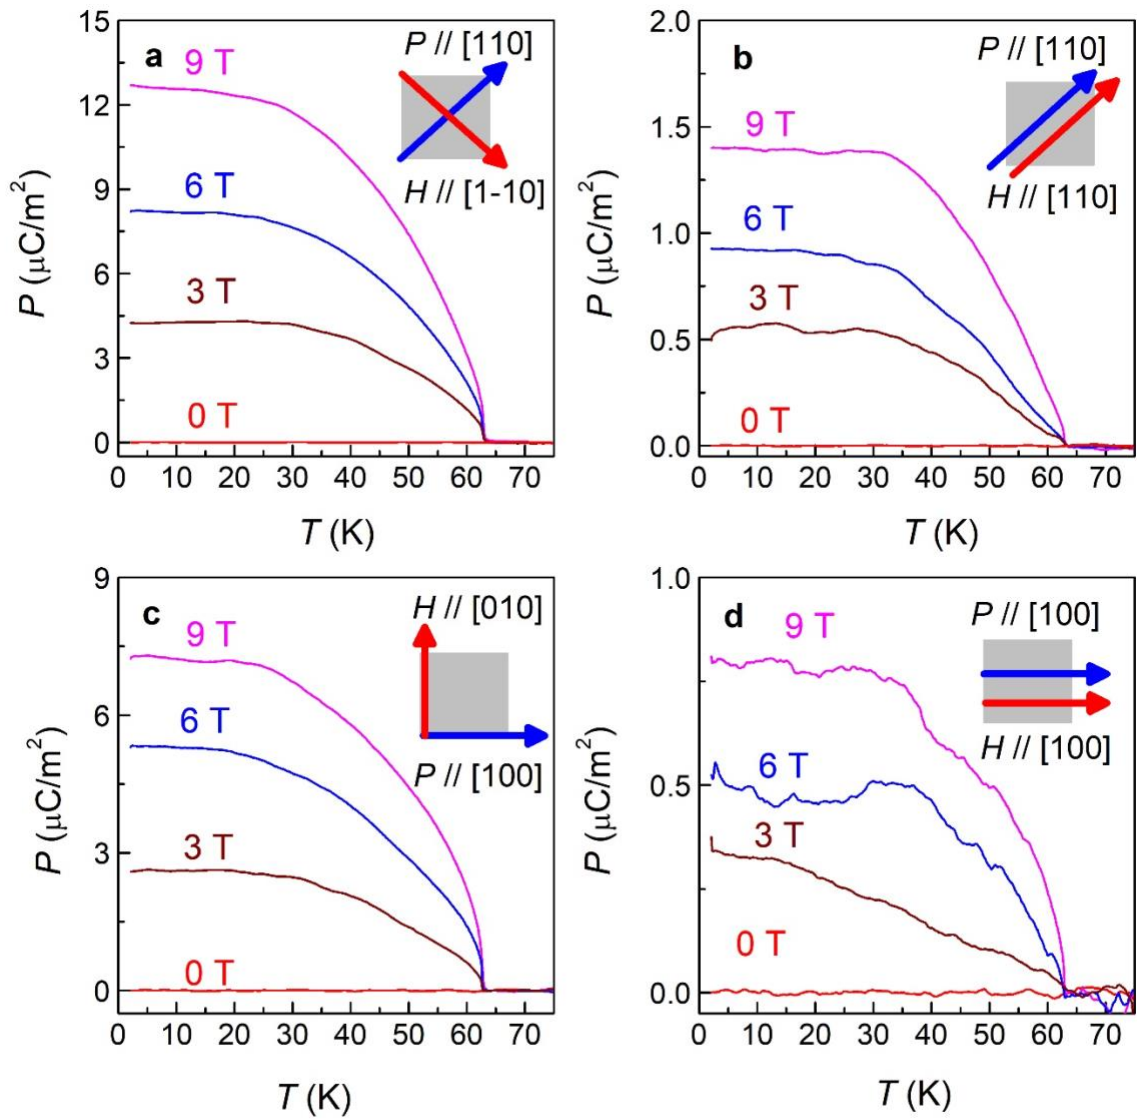 a
P // [110]
H // [1-10]
9 T
6 T
3 T
0 T
P (μC/m²)
15
12
9
6
3
0
0 10 20 30 40 50 60 70
T (K)
b
P // [110]
H // [110]
9 T
6 T
3 T
0 T
P (μC/m²)
2.0
1.5
1.0
0.5
0.0
0 10 20 30 40 50 60 70
T (K)
c
H // [010]
P // [100]
9 T
6 T
3 T
0 T
P (μC/m²)
9
6
3
0
0 10 20 30 40 50 60 70
T (K)
d
P // [100]
H // [100]
9 T
6 T
3 T
0 T
P (μC/m²)
1.0
0.5
0.0
0 10 20 30 40 50 60 70
T (K)